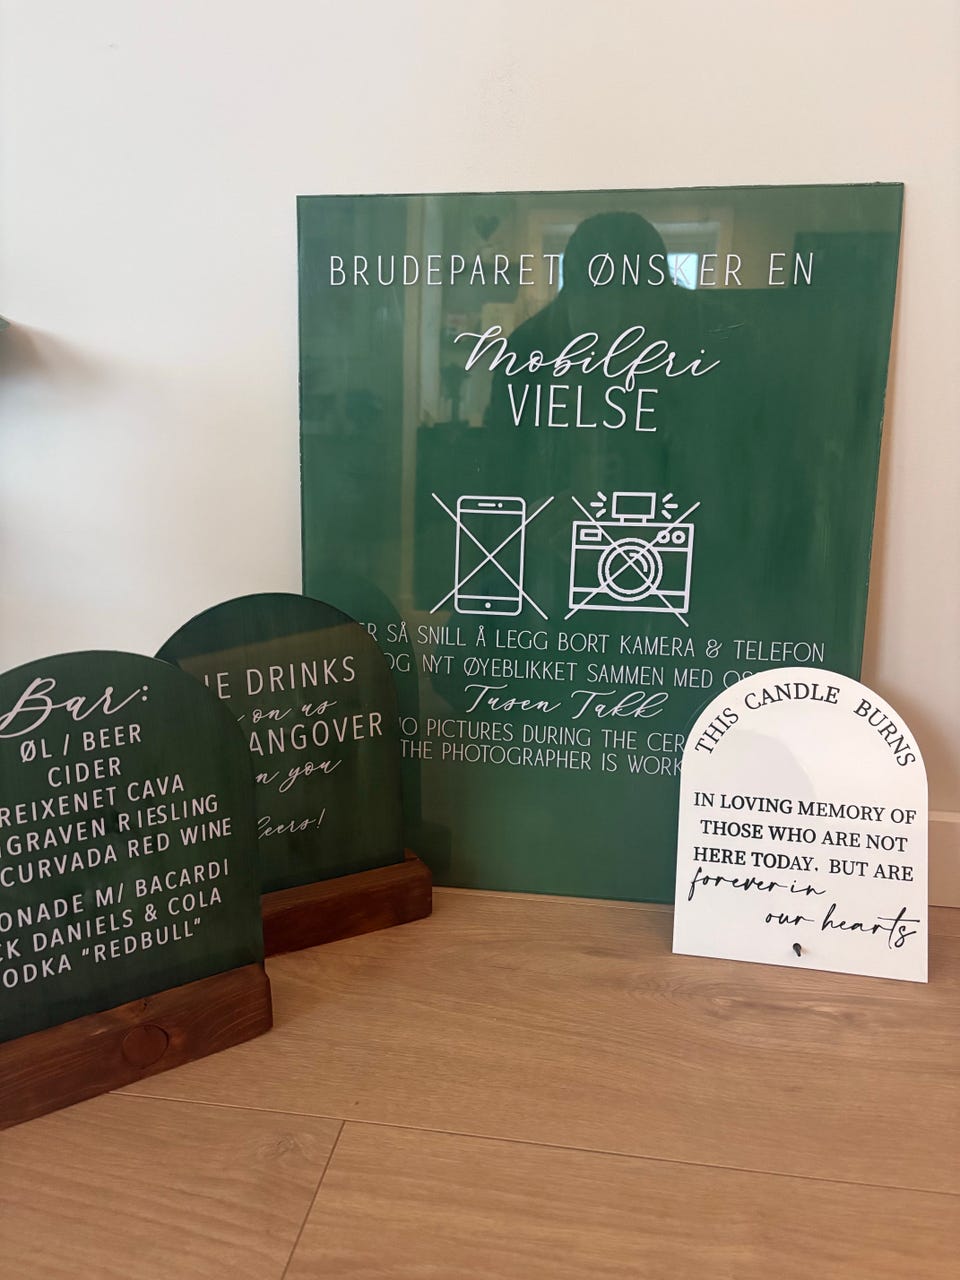 BRUDEPARET ØNSKER EN
Mobilfri
VIELSE
SÅ SNILL Å LEGG BORT KAMERA & TELEFON
OG NYT ØYEBLIKKET SAMMEN MED
Tusen Takk
PICTURES DURING THE
THE PHOTOGRAPHER IS
DRINKS
on us
on you
Bar:
ØL / BEER
CIDER
CAVA
RIESLING
CURVADA RED WINE
M/ BACARDI
DANIELS & COLA
"REDBULL"
THIS CANDLE BURNS
IN LOVING MEMORY OF
THOSE WHO ARE NOT
HERE TODAY, BUT ARE
forever in
our hearts